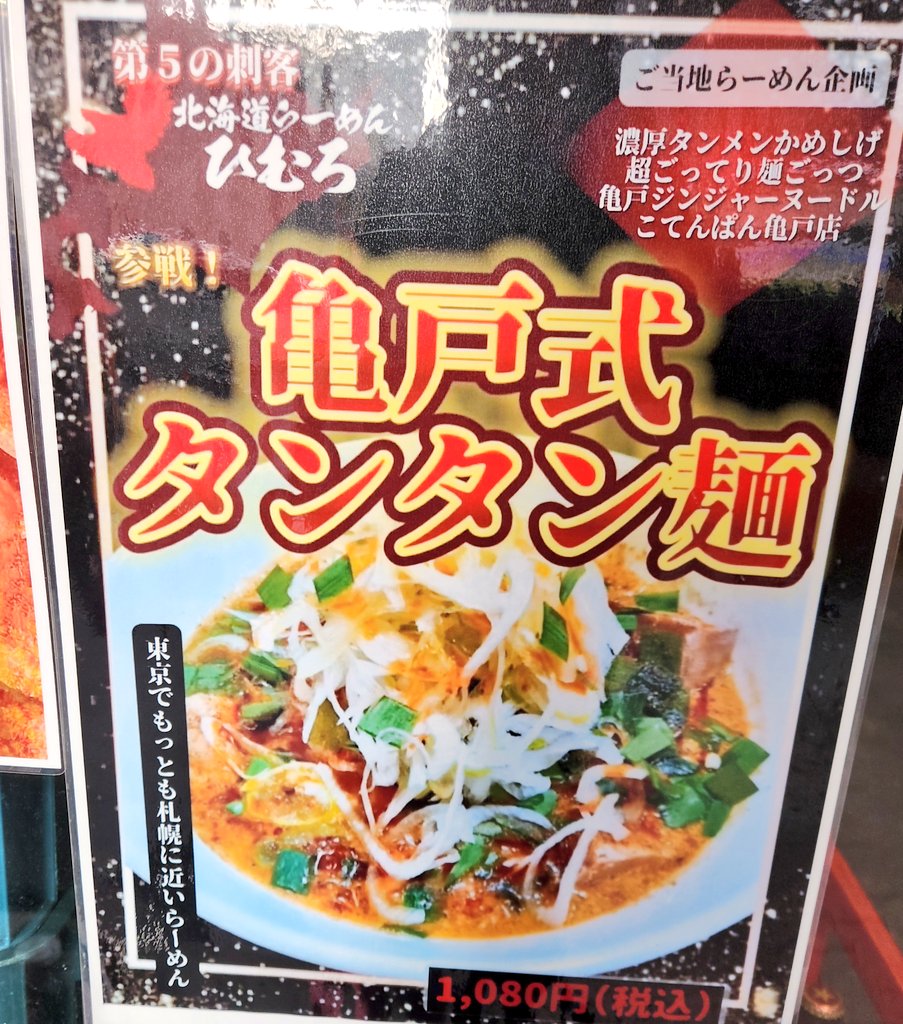 第5の刺客
北海道らーめん
ひむろ
参戦！
ご当地らーめん企画
濃厚タンメンかめしげ
超ごってり麺ごっつ
亀戸ジンジャーヌードル
こてんぱん亀戸店
亀戸式
タンタン麺
東京でもっとも札幌に近いらーめん
1,080円(税込)